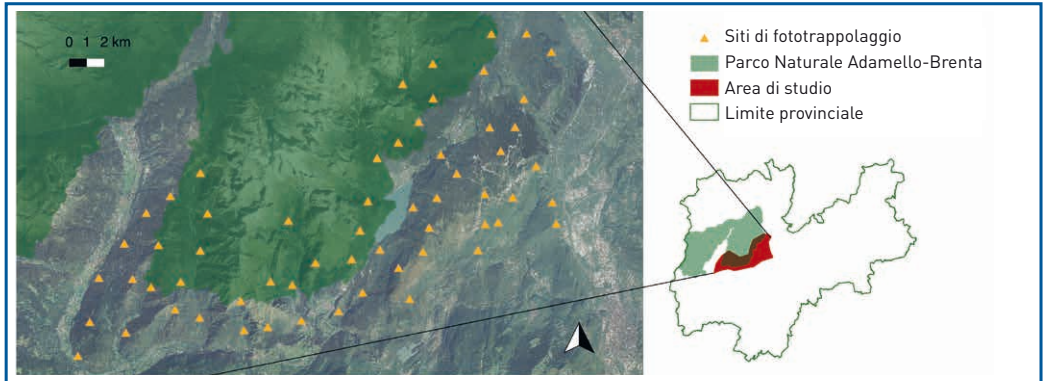 0 1 2 km
Siti di fototrappolaggio
Parco Naturale Adamello-Brenta
Area di studio
Limite provinciale